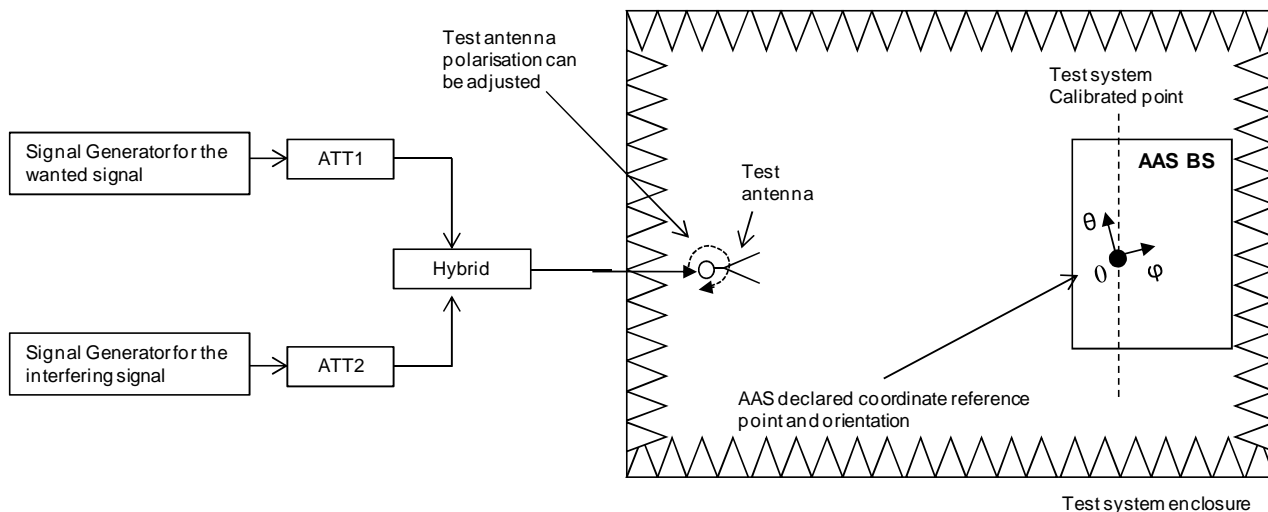 Test antenna
polarisation can
be adjusted
Test system
Calibrated point
Signal Generator for the
wanted signal
ATT1
AAS BS
Test
antenna
θ
Hybrid
0
φ
Signal Generator for the
interfering signal
ATT2
AAS declared coordinate reference
point and orientation
Test system enclosure